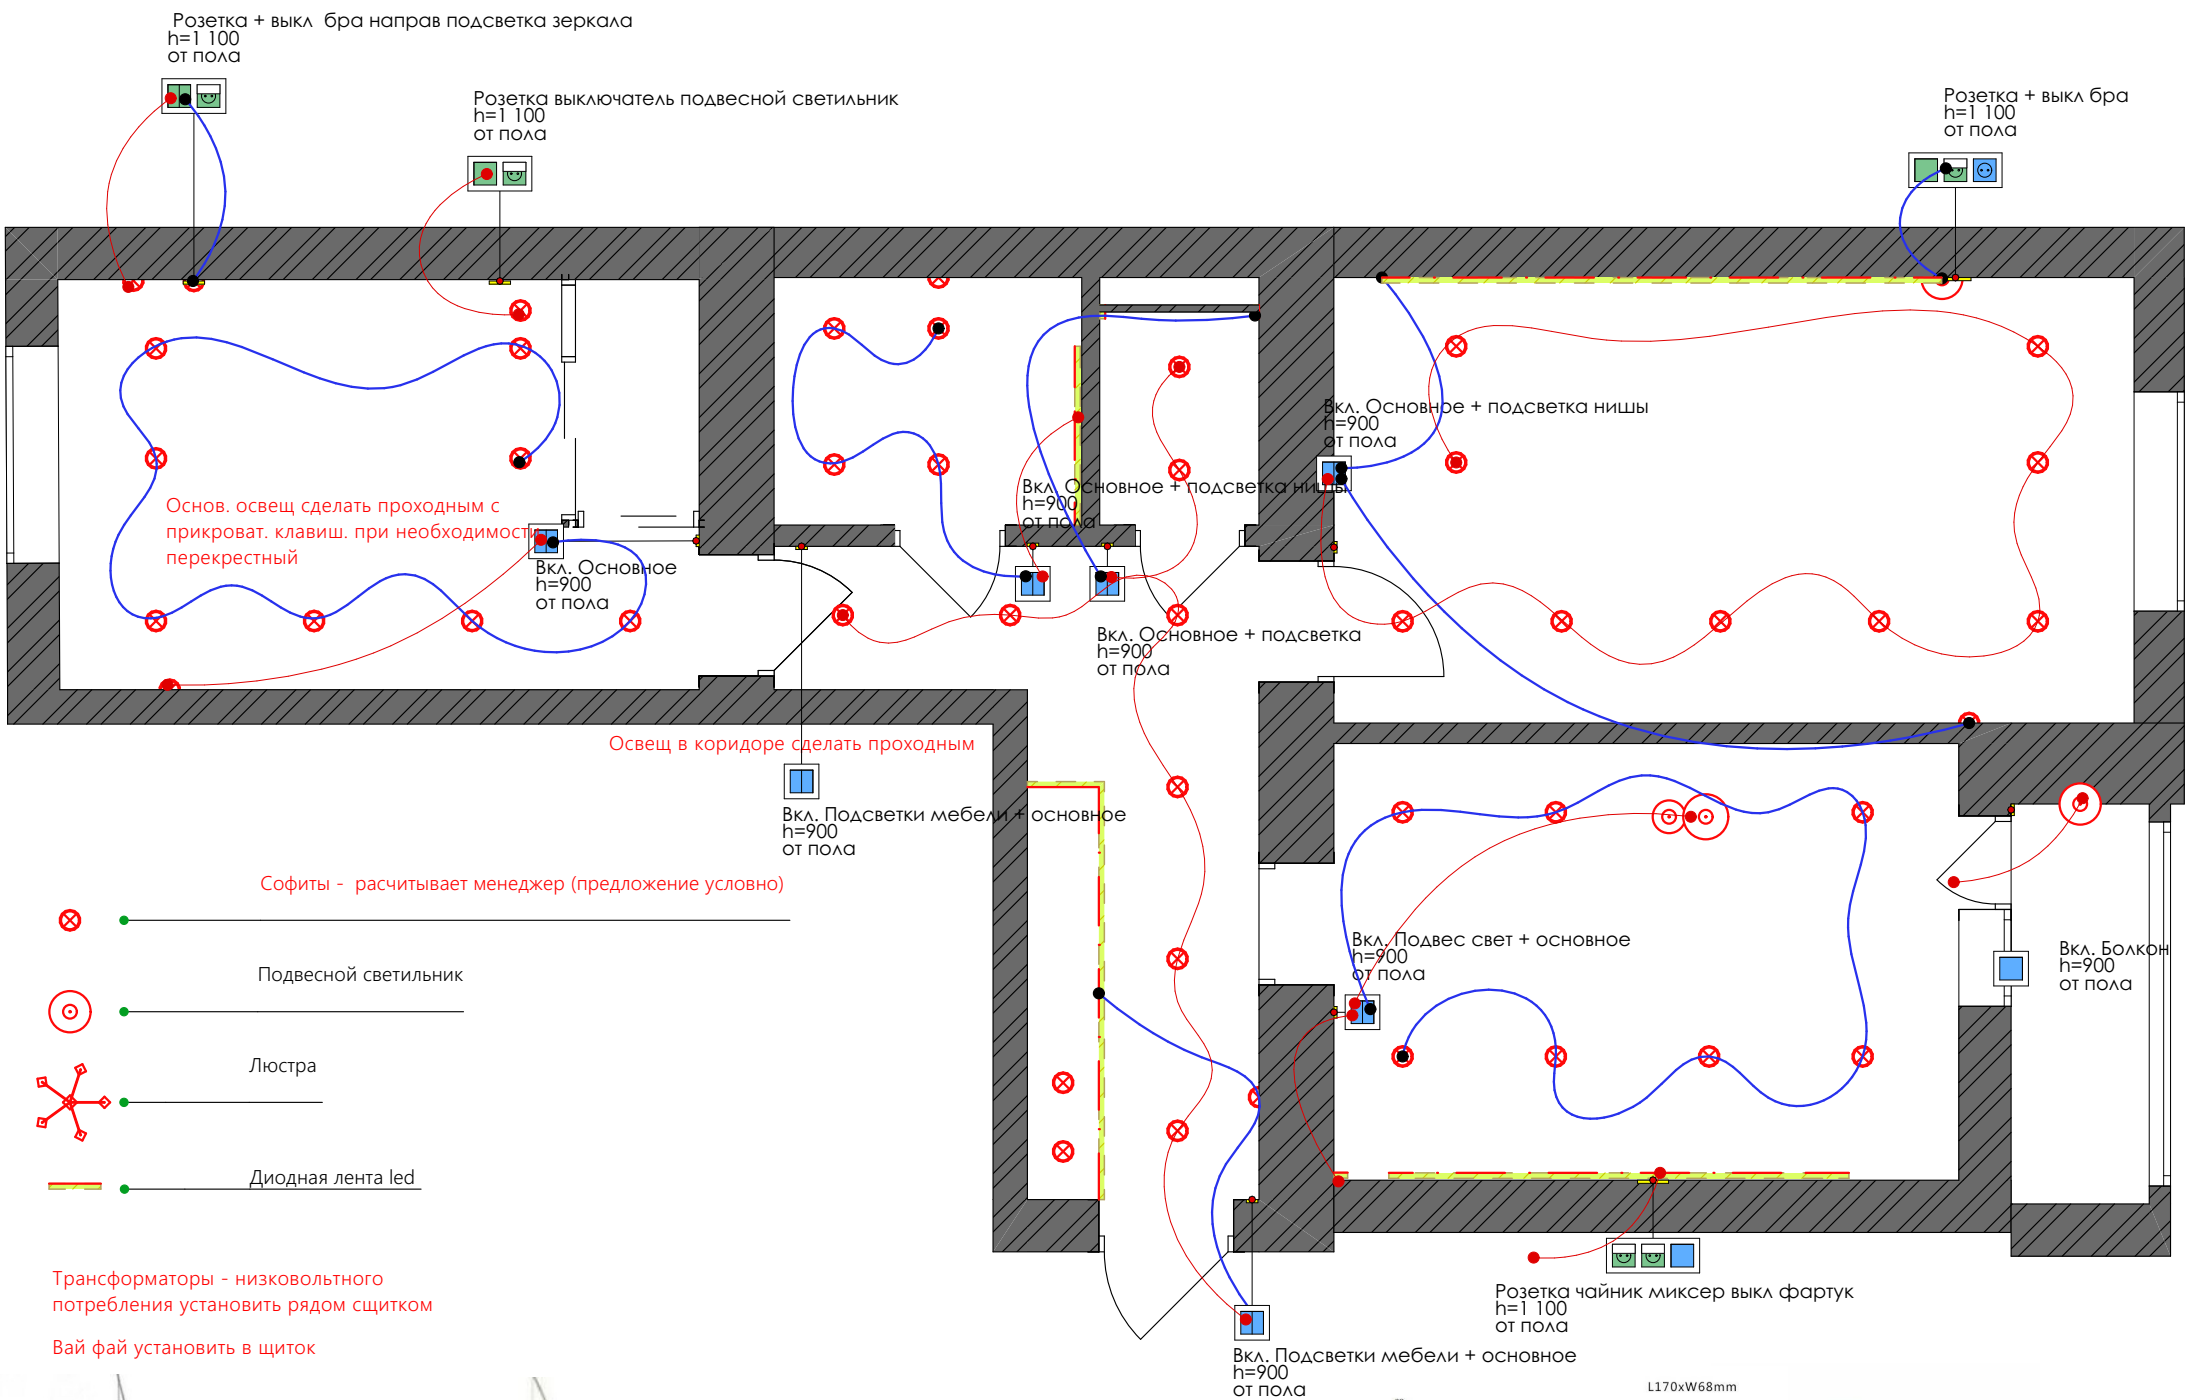 Розетка + выкл  бра направ подсветка зеркала
h=1 100
от пола
Розетка выключатель подвесной светильник
h=1 100
от пола
Розетка + выкл бра
h=1 100
от пола
Вкл. Основное + подсветка нишы
h=900
от пола
Вкл. Основное + подсветка нишы
h=900
от пола
Основ. освещ сделать проходным с
прикроват. клавиш. при необходимости
перекрестный
Вкл. Основное
h=900
от пола
Вкл. Основное + подсветка
h=900
от пола
Освещ в коридоре сделать проходным
Вкл. Подсветки мебели + основное
h=900
от пола
Софиты -  расчитывает менеджер (предложение условно)
Подвесной светильник
Люстра
Диодная лента led
Вкл. Подвес свет + основное
h=900
от пола
Вкл. Болкон
h=900
от пола
Трансформаторы - низковольтного
потребления установить рядом сщитком
Вай фай установить в щиток
Розетка чайник миксер выкл фартук
h=1 100
от пола
Вкл. Подсветки мебели + основное
h=900
от пола
L170xW68mm